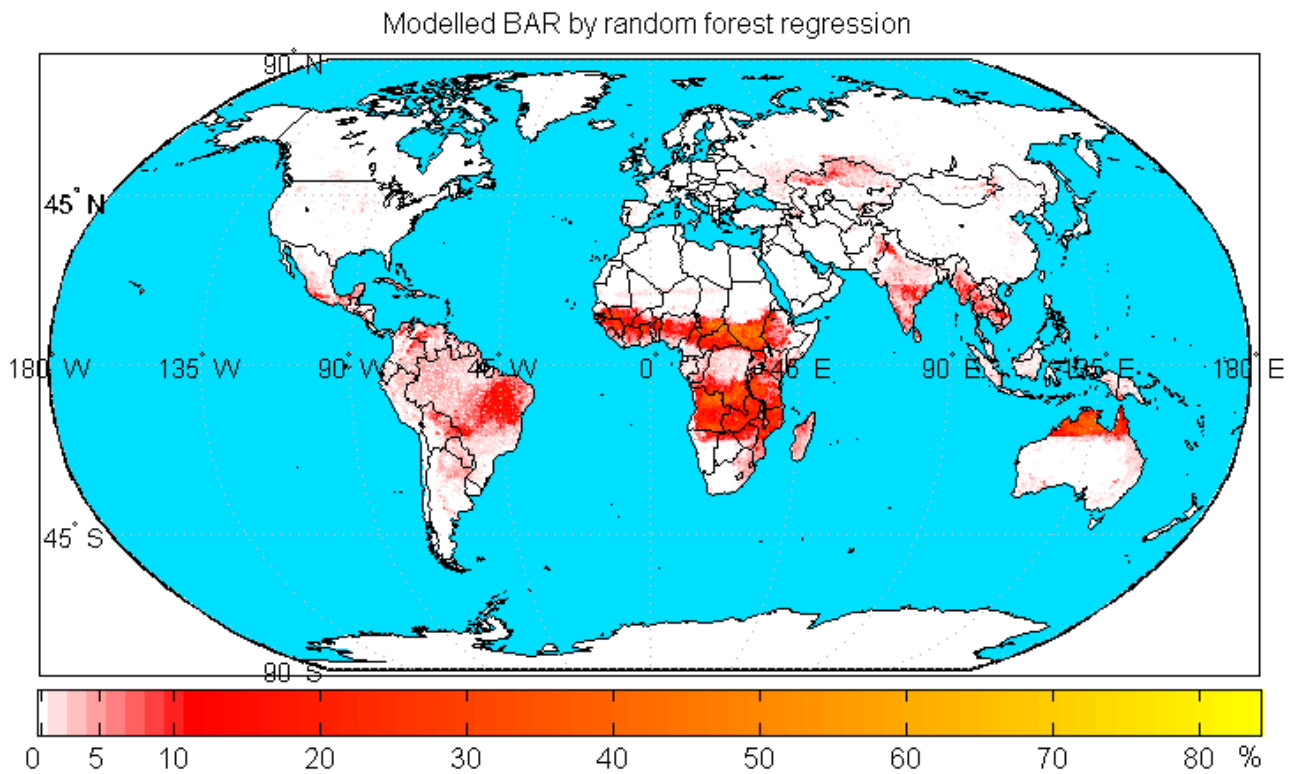 Modelled BAR by random forest regression
90° N
45° N
180° W 135° W 90° W 45° W 0° 45° E 90° E 135° E 180° E
45° S
90° S
0 5 10 20 30 40 50 60 70 80 %